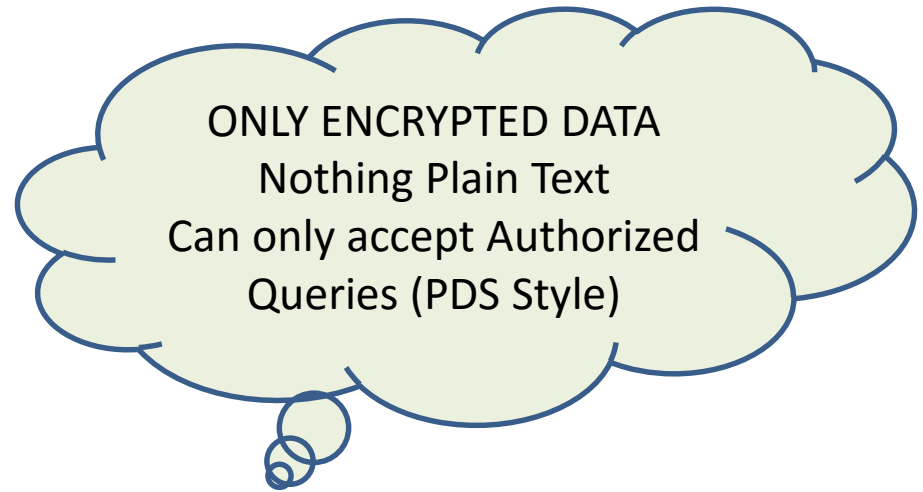 ONLY ENCRYPTED DATA
Nothing Plain Text
Can only accept Authorized
Queries (PDS Style)